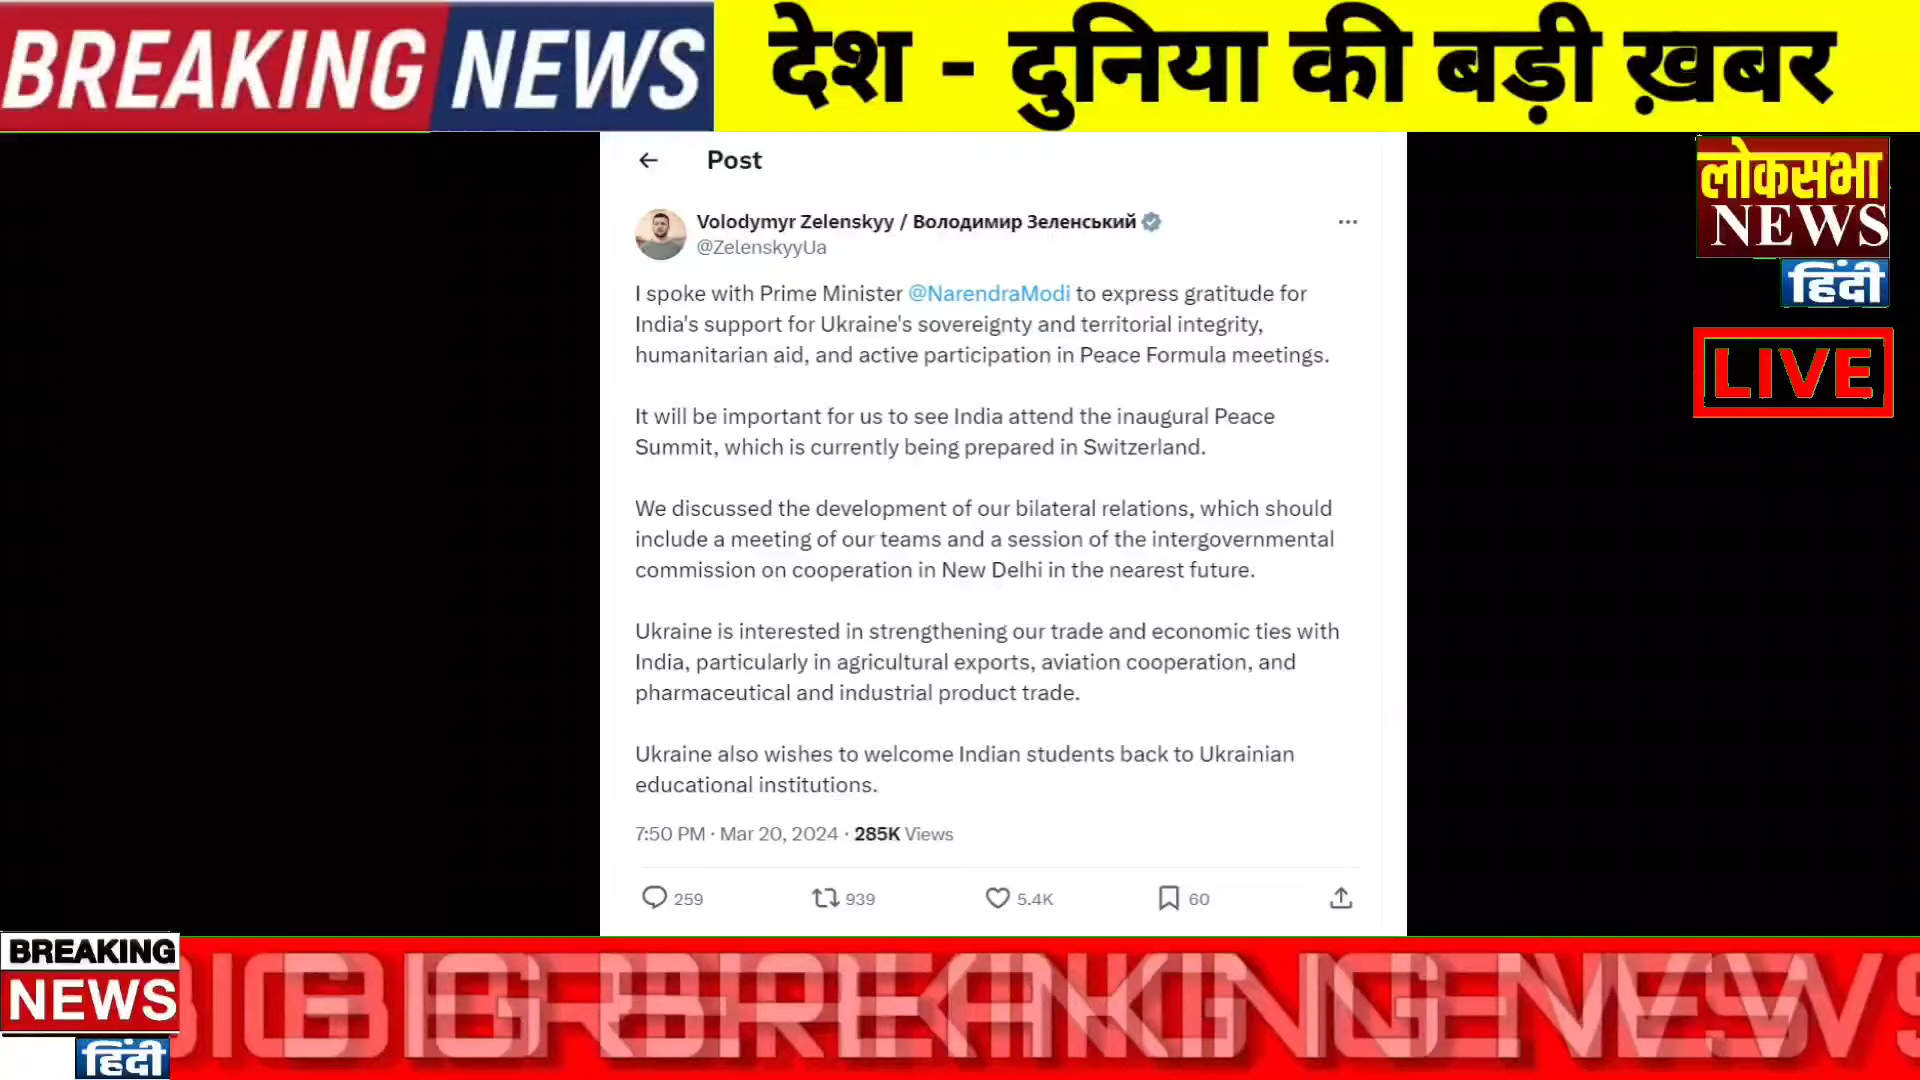 BREAKING NEWS
देश - दुनिया की बड़ी ख़बर
लोकसभा
NEWS
हिंदी
LIVE
← Post
Volodymyr Zelenskyy / Володимир Зеленський
@ZelenskyyUa
I spoke with Prime Minister @NarendraModi to express gratitude for
India's support for Ukraine's sovereignty and territorial integrity,
humanitarian aid, and active participation in Peace Formula meetings.
It will be important for us to see India attend the inaugural Peace
Summit, which is currently being prepared in Switzerland.
We discussed the development of our bilateral relations, which should
include a meeting of our teams and a session of the intergovernmental
commission on cooperation in New Delhi in the nearest future.
Ukraine is interested in strengthening our trade and economic ties with
India, particularly in agricultural exports, aviation cooperation, and
pharmaceutical and industrial product trade.
Ukraine also wishes to welcome Indian students back to Ukrainian
educational institutions.
7:50 PM · Mar 20, 2024 · 285K Views
259 939 5.4K 60
BREAKING
NEWS
हिंदी